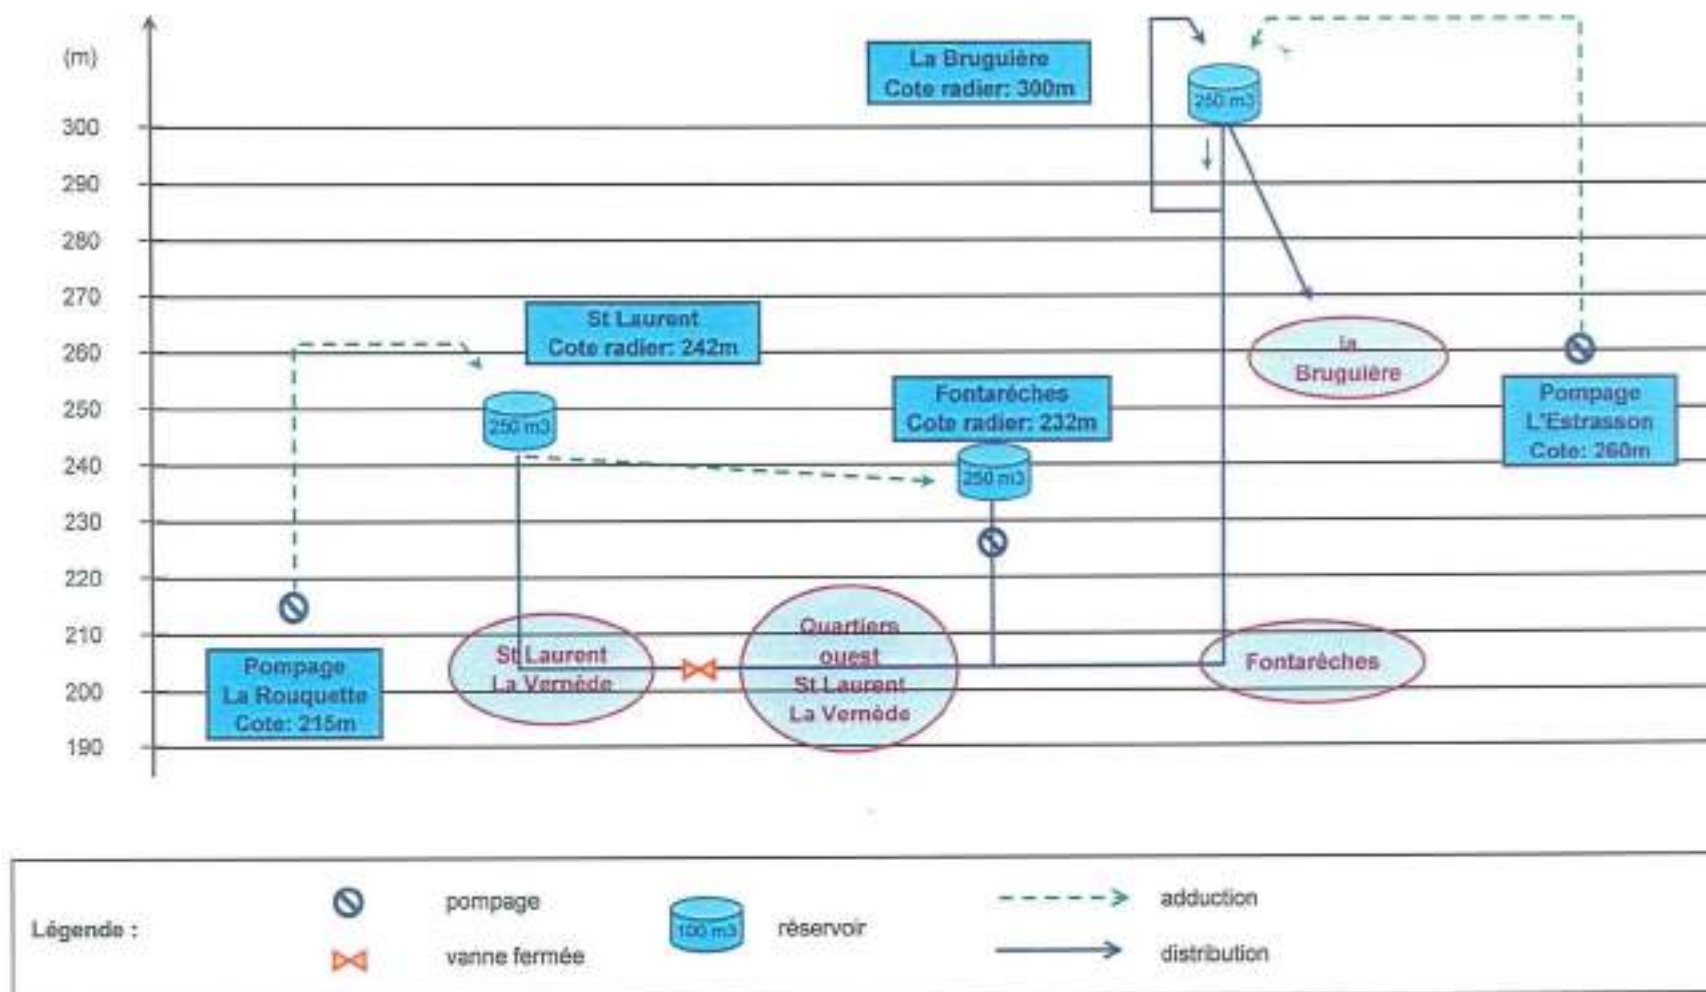 (m)
300
290
280
270
260
250
240
230
220
210
200
190
La Bruguière
Cote radier: 300m
250 m3
St Laurent
Cote radier: 242m
250 m3
Fontarèches
Cote radier: 232m
250 m3
la
Bruguière
Pompage
L'Estrasson
Cote: 260m
Pompage
La Rouquette
Cote: 215m
St Laurent
La Vernède
Quartiers
ouest
St Laurent
La Vernède
Fontarèches
Légende :
pompage
vanne fermée
100 m3
réservoir
adduction
distribution